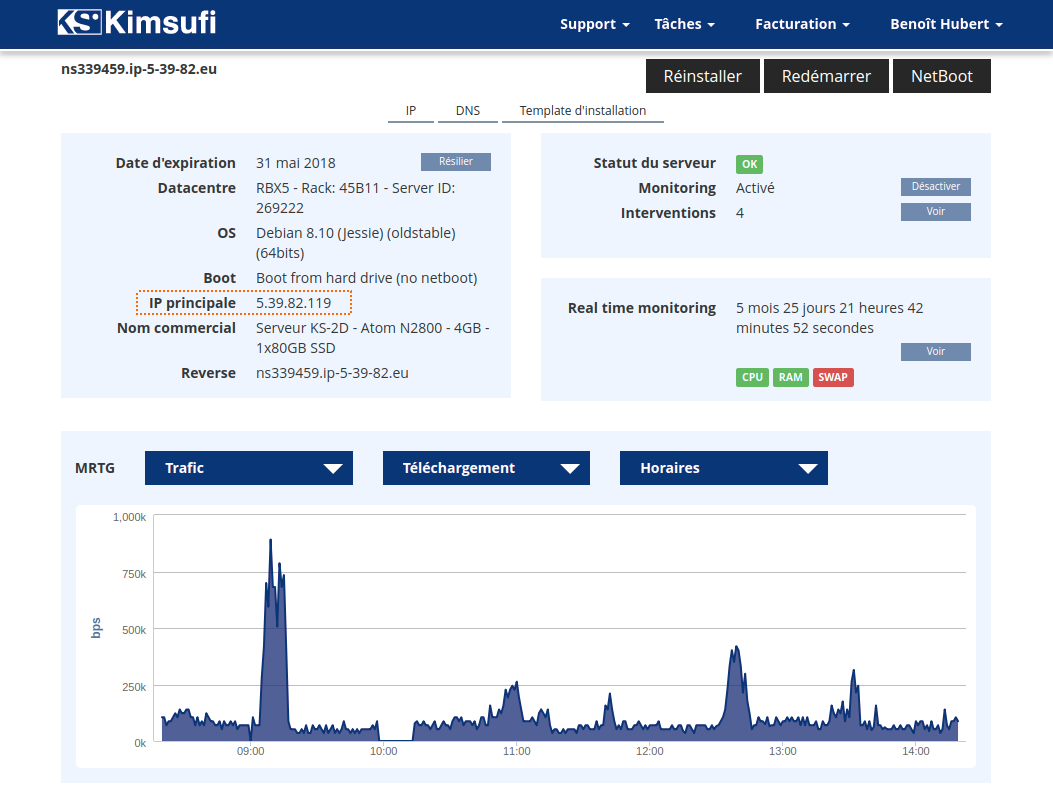 KS Kimsufi
Support Tâches Facturation Benoît Hubert
ns339459.ip-5-39-82.eu
Réinstaller Redémarrer NetBoot
IP DNS Template d'installation
Date d'expiration 31 mai 2018 Résilier
Datacentre RBX5 - Rack: 45B11 - Server ID:
269222
OS Debian 8.10 (Jessie) (oldstable)
(64bits)
Boot Boot from hard drive (no netboot)
IP principale 5.39.82.119
Nom commercial Serveur KS-2D - Atom N2800 - 4GB -
1x80GB SSD
Reverse ns339459.ip-5-39-82.eu
Statut du serveur OK
Monitoring Activé Désactiver
Interventions 4 Voir
Real time monitoring 5 mois 25 jours 21 heures 42
minutes 52 secondes
Voir
CPU RAM SWAP
MRTG Trafic Téléchargement Horaires
1,000k
750k
500k
250k
0k
bps
09:00 10:00 11:00 12:00 13:00 14:00